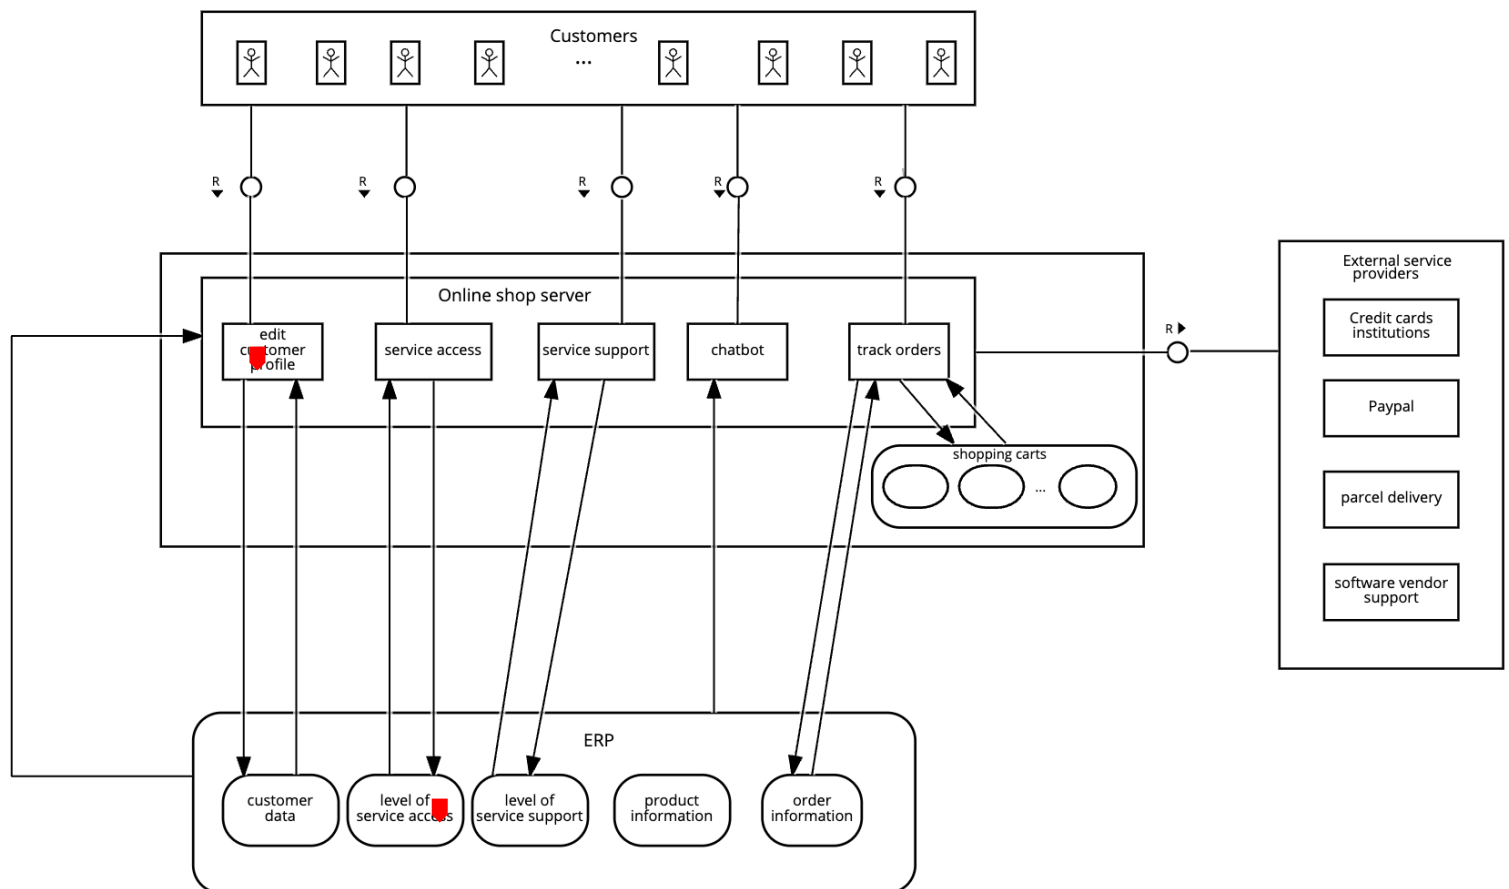 Customers
...
R
R
R
R
R
Online shop server
edit
customer
profile
service access
service support
chatbot
track orders
R
shopping carts
...
External service
providers
Credit cards
institutions
Paypal
parcel delivery
software vendor
support
ERP
customer
data
level of
service access
level of
service support
product
information
order
information